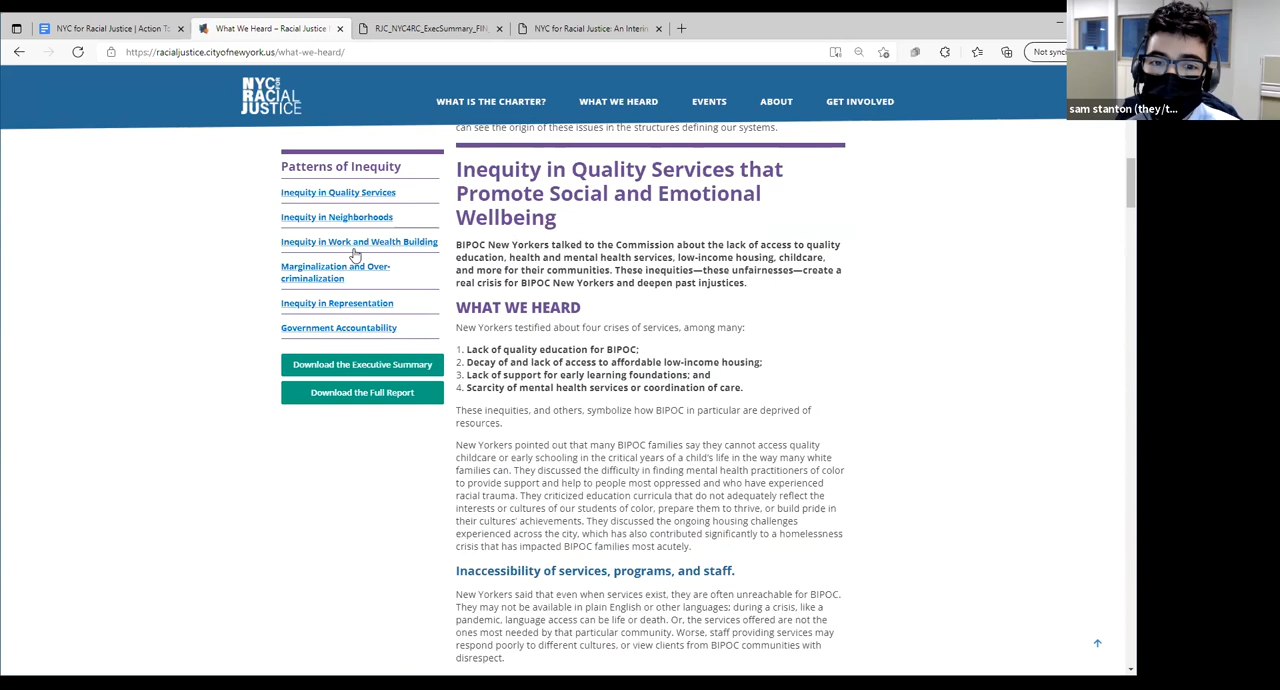 NYC for Racial Justice | Action To
What We Heard – Racial Justice
RJC_NYC4RC_ExecSummary_FIN
NYC for Racial Justice: An Interim
https://racialjustice.cityofnewyork.us/what-we-heard/
Not sync
sam stanton (they/t...
NYC FOR
RACIAL
JUSTICE
WHAT IS THE CHARTER?
WHAT WE HEARD
EVENTS
ABOUT
GET INVOLVED
can see the origin of these issues in the structures defining our systems.
Patterns of Inequity
Inequity in Quality Services
Inequity in Neighborhoods
Inequity in Work and Wealth Building
Marginalization and Over-
criminalization
Inequity in Representation
Government Accountability
Download the Executive Summary
Download the Full Report
Inequity in Quality Services that
Promote Social and Emotional
Wellbeing
BIPOC New Yorkers talked to the Commission about the lack of access to quality
education, health and mental health services, low-income housing, childcare,
and more for their communities. These inequities—these unfairnesses—create a
real crisis for BIPOC New Yorkers and deepen past injustices.
WHAT WE HEARD
New Yorkers testified about four crises of services, among many:
1. Lack of quality education for BIPOC;
2. Decay of and lack of access to affordable low-income housing;
3. Lack of support for early learning foundations; and
4. Scarcity of mental health services or coordination of care.
These inequities, and others, symbolize how BIPOC in particular are deprived of
resources.
New Yorkers pointed out that many BIPOC families say they cannot access quality
childcare or early schooling in the critical years of a child's life in the way many white
families can. They discussed the difficulty in finding mental health practitioners of color
to provide support and help to people most oppressed and who have experienced
racial trauma. They criticized education curricula that do not adequately reflect the
interests or cultures of our students of color, prepare them to thrive, or build pride in
their cultures' achievements. They discussed the ongoing housing challenges
experienced across the city, which has also contributed significantly to a homelessness
crisis that has impacted BIPOC families most acutely.
Inaccessibility of services, programs, and staff.
New Yorkers said that even when services exist, they are often unreachable for BIPOC.
They may not be available in plain English or other languages; during a crisis, like a
pandemic, language access can be life or death. Or, the services offered are not the
ones most needed by that particular community. Worse, staff providing services may
respond poorly to different cultures, or view clients from BIPOC communities with
disrespect.